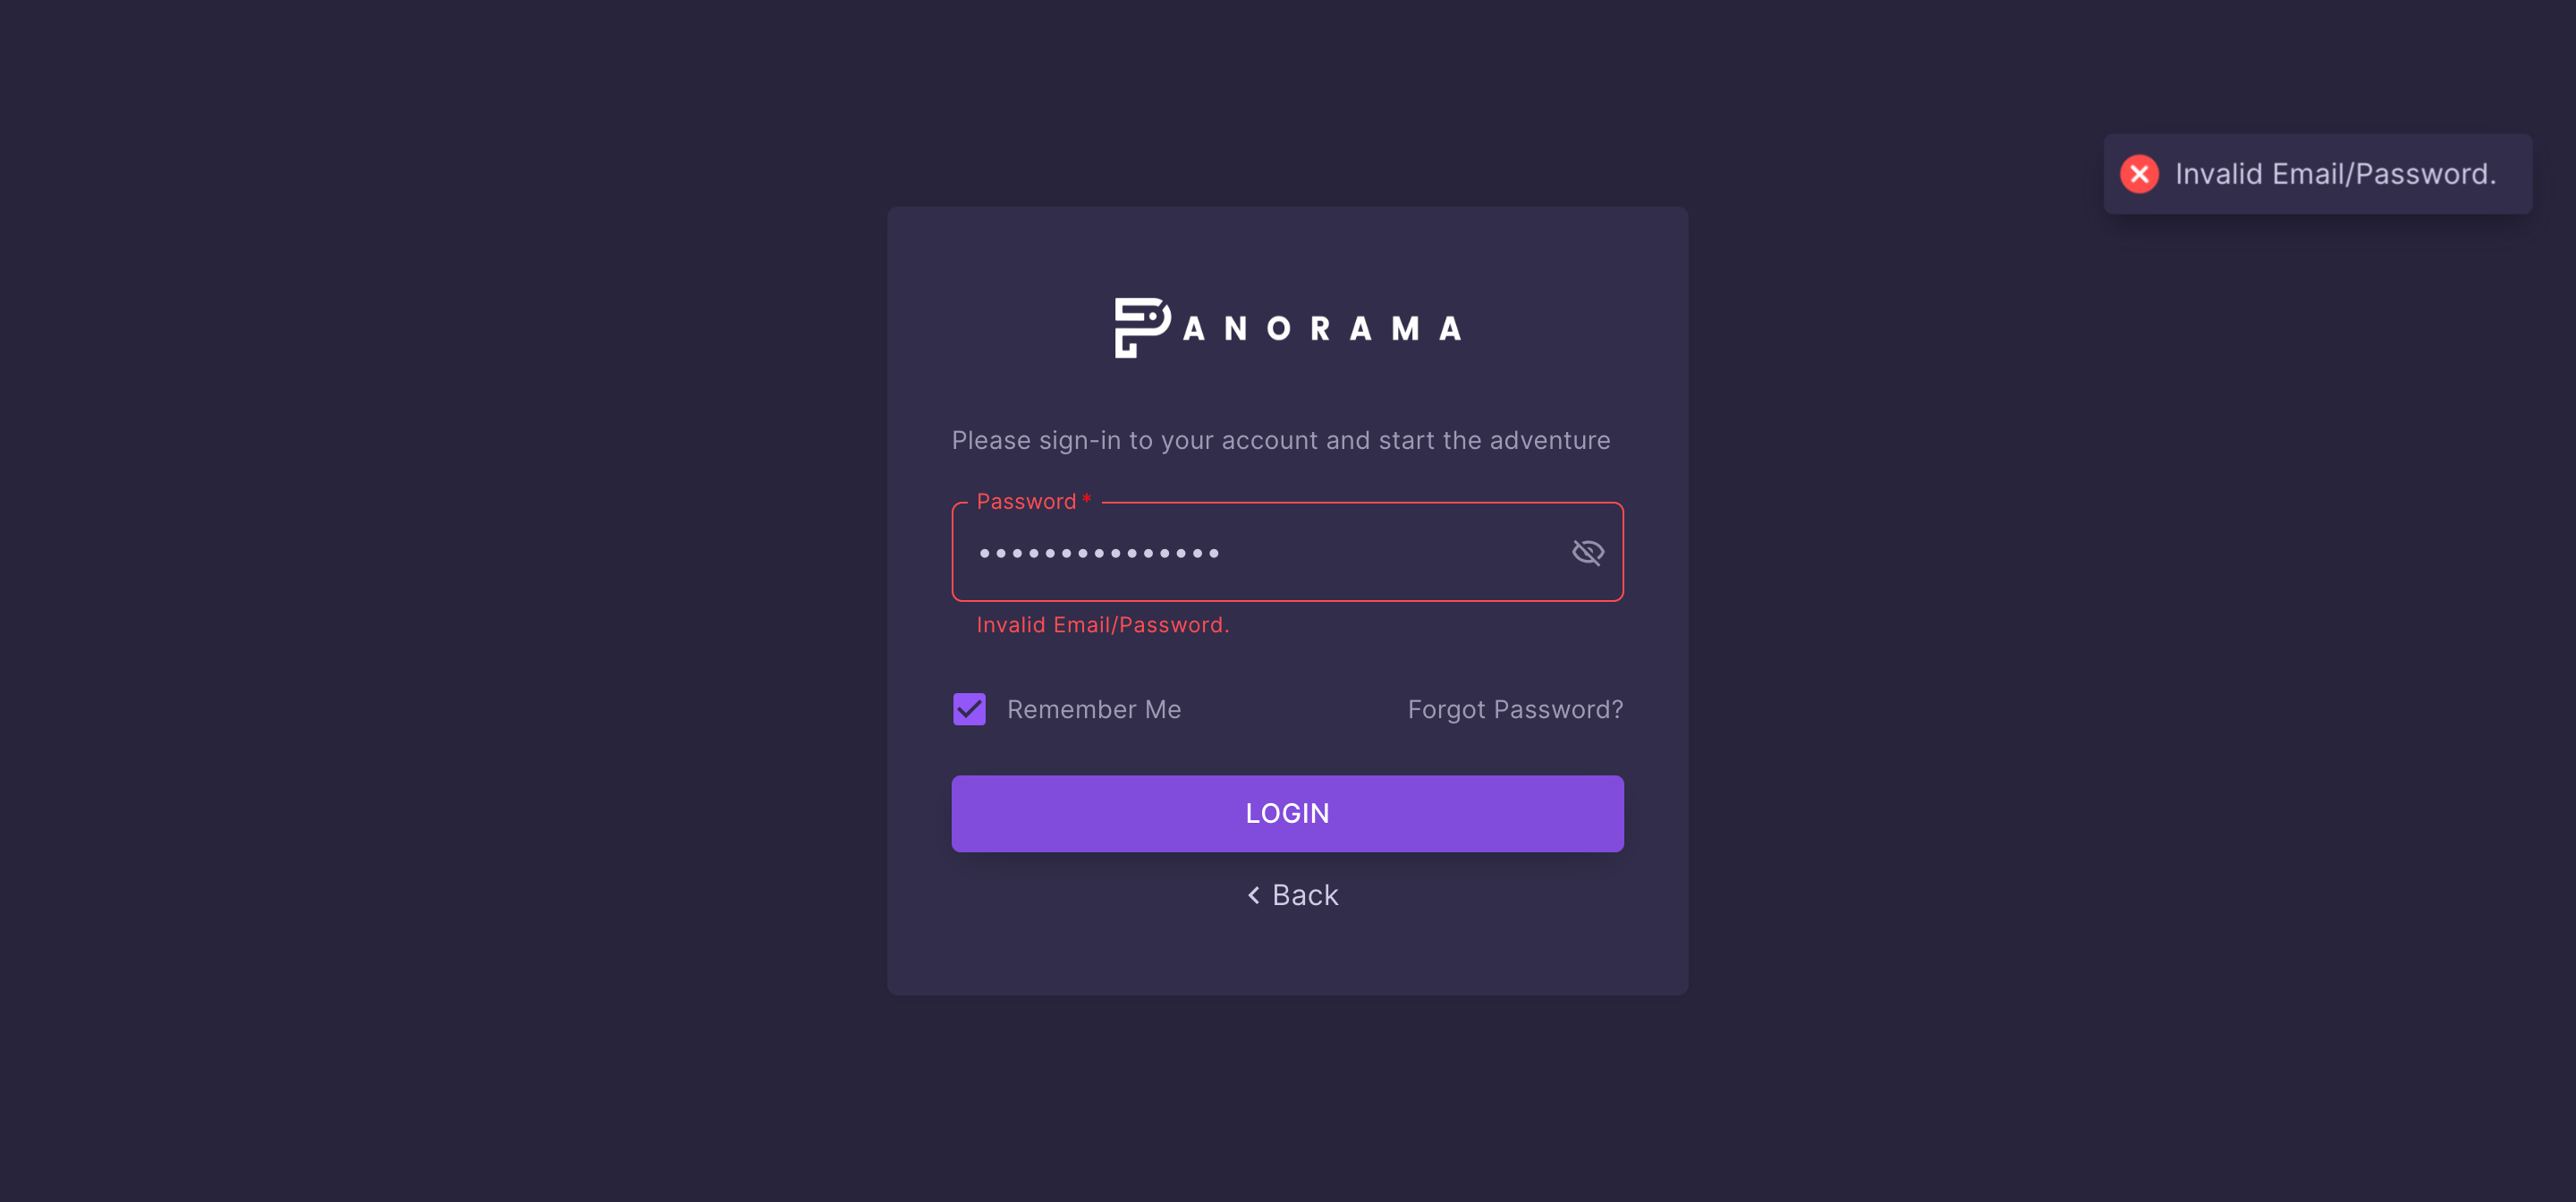 Invalid Email/Password.
PANORAMA
Please sign-in to your account and start the adventure
Password *
Invalid Email/Password.
Remember Me
Forgot Password?
LOGIN
Back